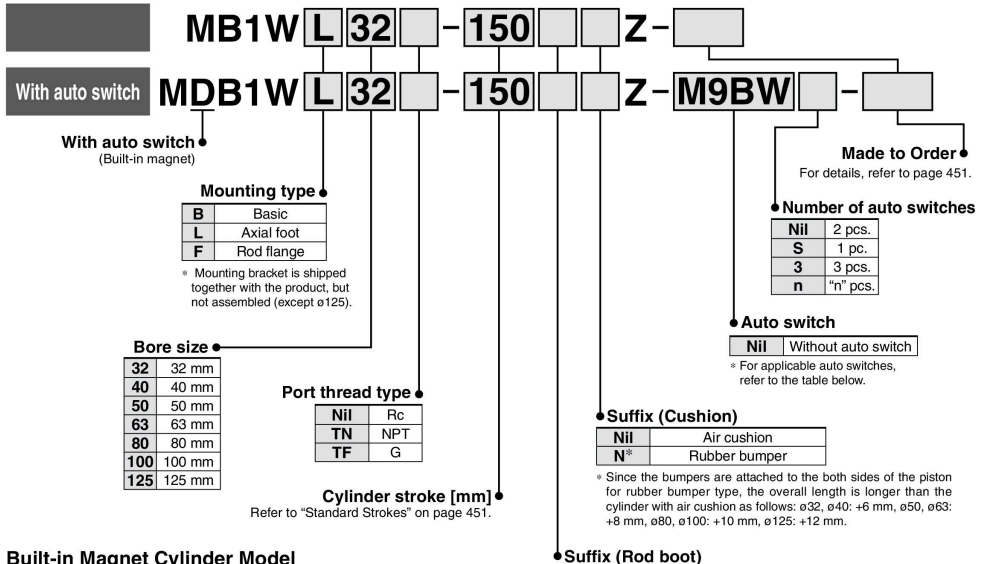 MB1W L 32 - 150 Z -
With auto switch MDB1W L 32 - 150 Z - M9BW -
With auto switch
(Built-in magnet)
Made to Order
For details, refer to page 451.
Mounting type
B Basic
L Axial foot
F Rod flange
* Mounting bracket is shipped
together with the product, but
not assembled (except ø125).
Number of auto switches
Nil 2 pcs.
S 1 pc.
3 3 pcs.
n “n” pcs.
Auto switch
Nil Without auto switch
* For applicable auto switches,
refer to the table below.
Bore size
32 32 mm
40 40 mm
50 50 mm
63 63 mm
80 80 mm
100 100 mm
125 125 mm
Port thread type
Nil Rc
TN NPT
TF G
Suffix (Cushion)
Nil Air cushion
N* Rubber bumper
* Since the bumpers are attached to the both sides of the piston
for rubber bumper type, the overall length is longer than the
cylinder with air cushion as follows: ø32, ø40: +6 mm, ø50, ø63:
+8 mm, ø80, ø100: +10 mm, ø125: +12 mm.
Cylinder stroke [mm]
Refer to “Standard Strokes” on page 451.
Built-in Magnet Cylinder Model
Suffix (Rod boot)